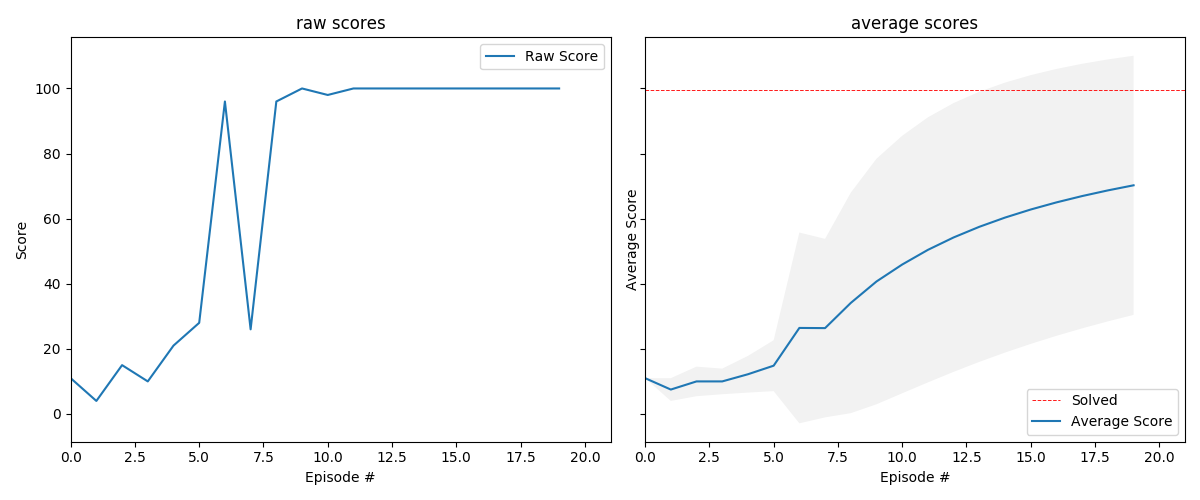 raw scores
Raw Score
Score
100
80
60
40
20
0
0.0 2.5 5.0 7.5 10.0 12.5 15.0 17.5 20.0
Episode #
average scores
Average Score
Solved
Average Score
0.0 2.5 5.0 7.5 10.0 12.5 15.0 17.5 20.0
Episode #